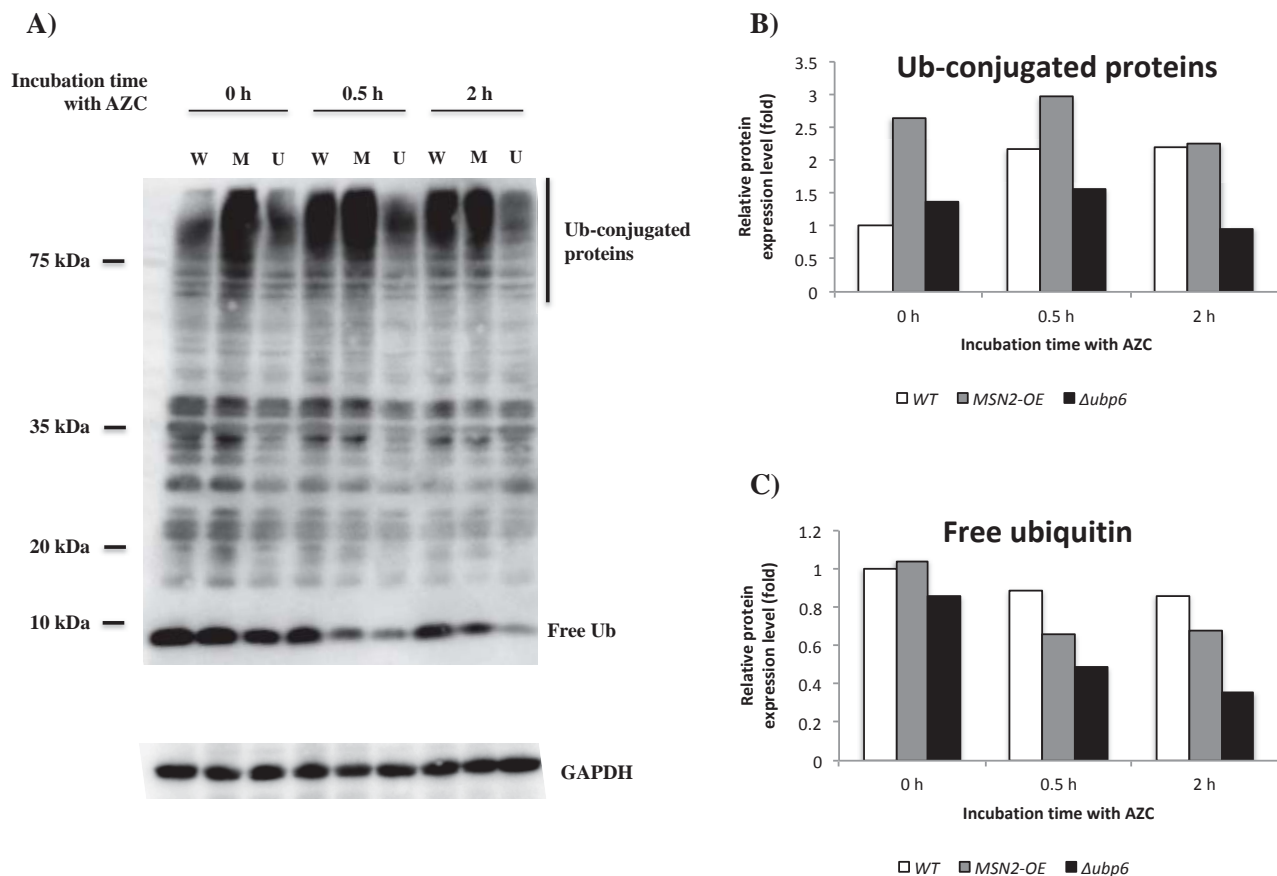 A)
Incubation time
with AZC
0 h 0.5 h 2 h
W M U W M U W M U
75 kDa
35 kDa
20 kDa
10 kDa
Ub-conjugated
proteins
Free Ub
GAPDH
B)
Ub-conjugated proteins
Relative protein
expression level (fold)
3.5
3
2.5
2
1.5
1
0.5
0
0 h 0.5 h 2 h
Incubation time with AZC
WT MSN2-OE Δubp6
C)
Free ubiquitin
Relative protein
expression level (fold)
1.2
1
0.8
0.6
0.4
0.2
0
0 h 0.5 h 2 h
Incubation time with AZC
WT MSN2-OE Δubp6